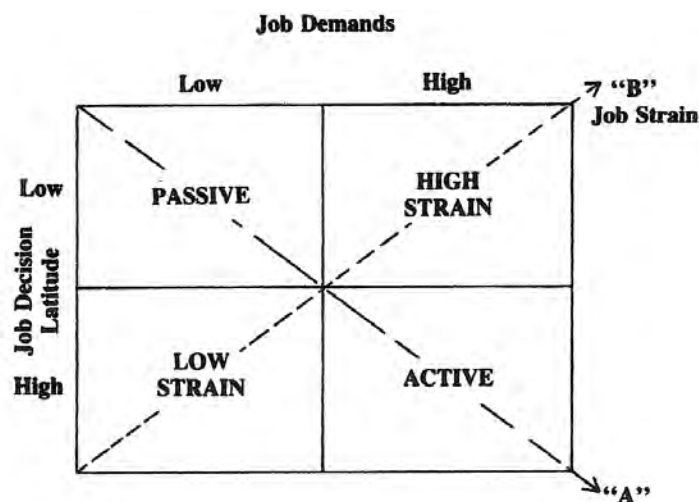 Job Demands
Low
High
“B”
Job Strain
Low
PASSIVE
HIGH
STRAIN
Job Decision
Latitude
High
LOW
STRAIN
ACTIVE
“A”